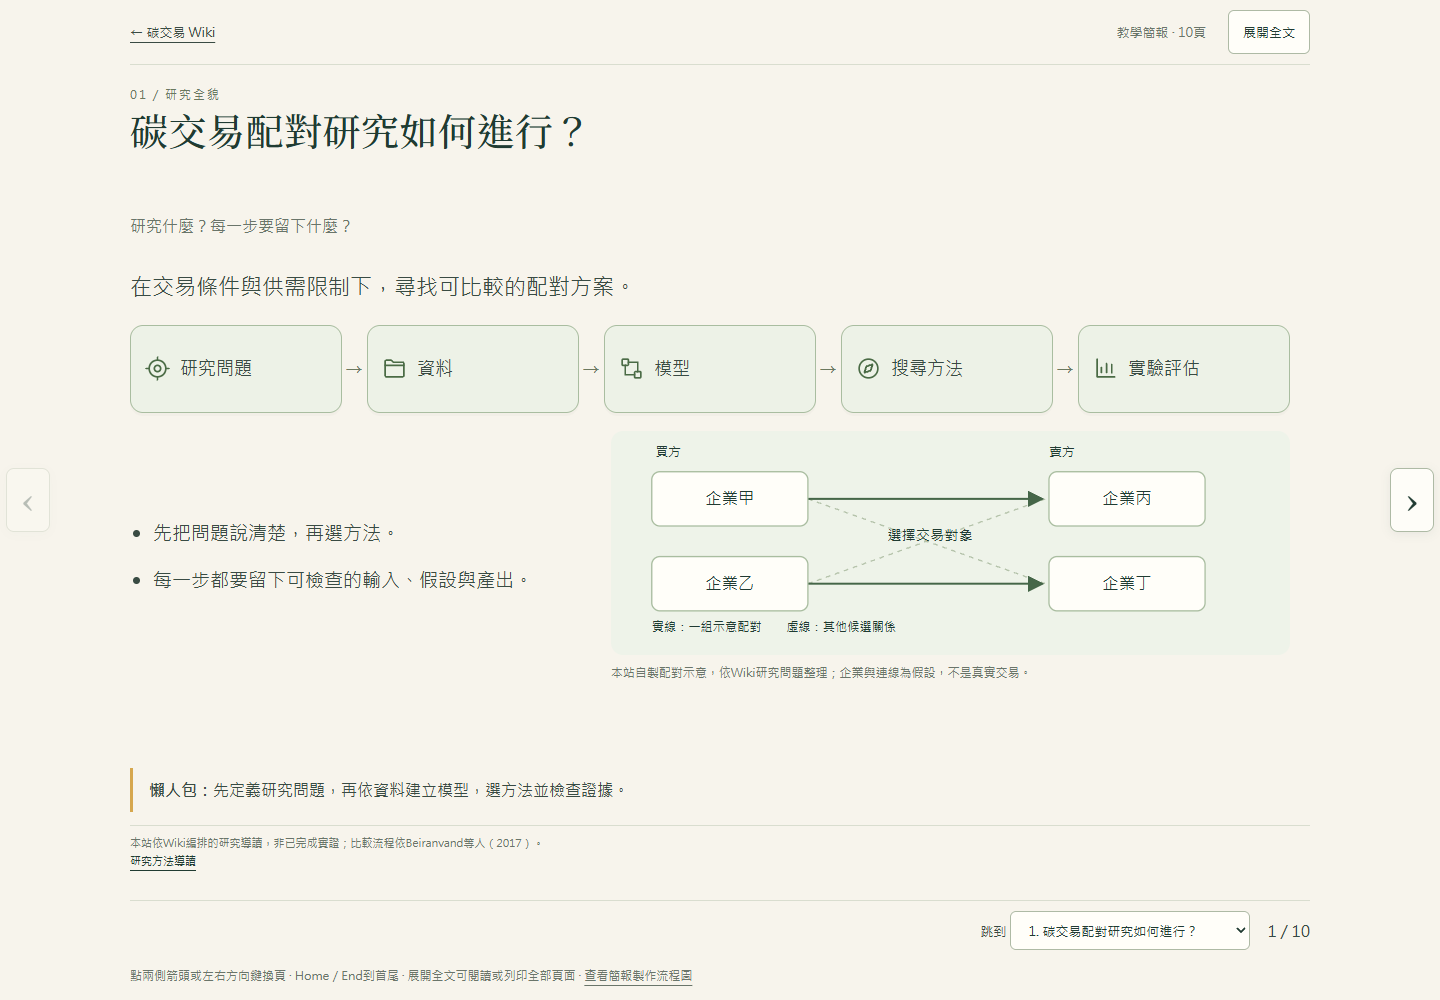 ← 碳交易 Wiki
教學簡報 · 10頁
展開全文
01 / 研究全貌
碳交易配對研究如何進行？
研究什麼？每一步要留下什麼？
在交易條件與供需限制下，尋找可比較的配對方案。
研究問題 → 資料 → 模型 → 搜尋方法 → 實驗評估
先把問題說清楚，再選方法。
每一步都要留下可檢查的輸入、假設與產出。
買方
賣方
企業甲
企業丙
選擇交易對象
企業乙
企業丁
實線：一組示意配對
虛線：其他候選關係
本站自製配對示意，依Wiki研究問題整理；企業與連線為假設，不是真實交易。
懶人包：先定義研究問題，再依資料建立模型，選方法並檢查證據。
本站依Wiki編排的研究導讀，非已完成實證；比較流程依Beiranvand等人（2017）。
研究方法導讀
跳到
1. 碳交易配對研究如何進行？
1 / 10
點兩側箭頭或左右方向鍵換頁 · Home / End到首尾 · 展開全文可閱讀或列印全部頁面 · 查看簡報製作流程圖